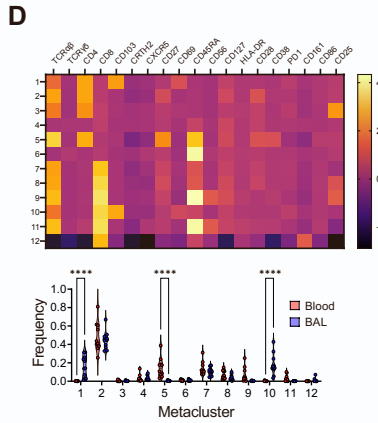 D
TCRαβ TCRγδ CD4 CD8 CD103 CRTH2 CXCR5 CD27 CD69 CD45RA CD56 CD127 HLA-DR CD28 CD38 PD1 CD161 CD86 CD25
1
2
3
4
5
6
7
8
9
10
11
12
4
2
0
**** **** ****
Frequency
1.0
0.8
0.6
0.4
0.2
0.0
Blood
BAL
1 2 3 4 5 6 7 8 9 10 11 12
Metacluster